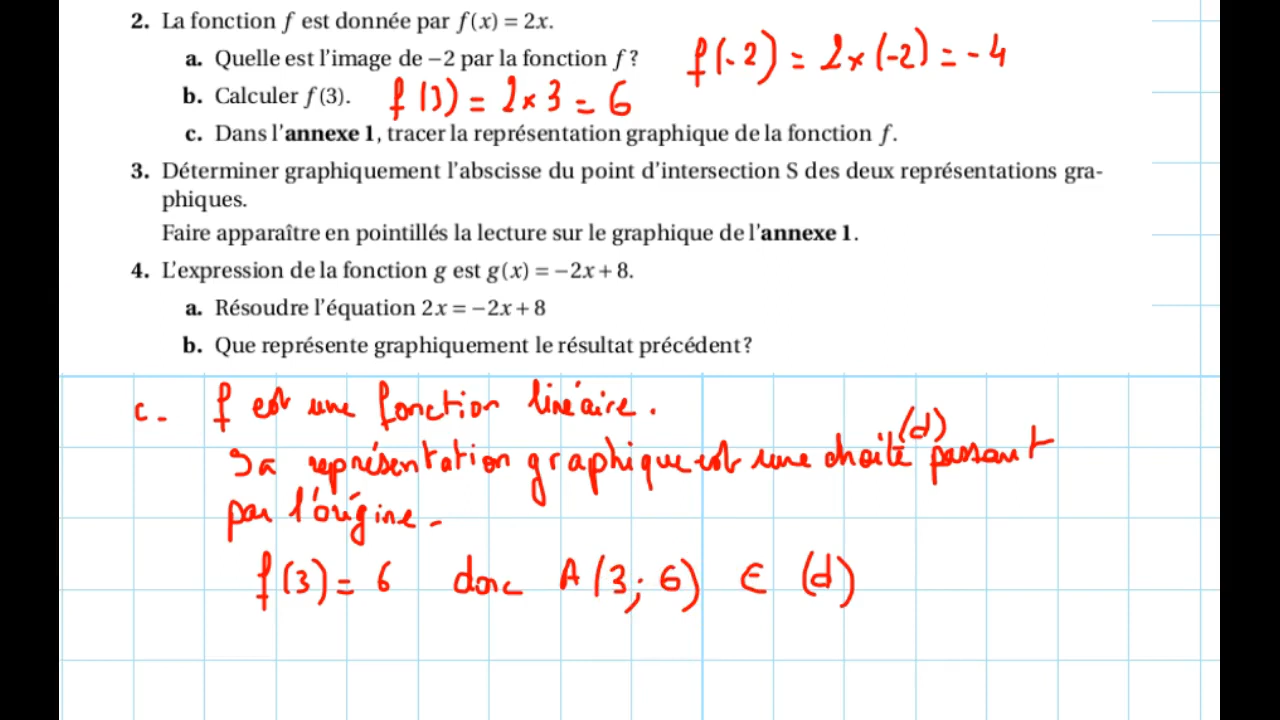 2. La fonction f est donnée par f(x) = 2x.
a. Quelle est l'image de −2 par la fonction f ? f(-2) = 2 × (-2) = -4
b. Calculer f(3). f(3) = 2 × 3 = 6
c. Dans l'annexe 1, tracer la représentation graphique de la fonction f.
3. Déterminer graphiquement l'abscisse du point d'intersection S des deux représentations gra-
phiques.
Faire apparaître en pointillés la lecture sur le graphique de l'annexe 1.
4. L'expression de la fonction g est g(x) = −2x + 8.
a. Résoudre l'équation 2x = −2x + 8
b. Que représente graphiquement le résultat précédent ?
c. f est une fonction linéaire.
Sa représentation graphique est une droite (d) passant
par l'origine.
f(3) = 6 donc A(3; 6) ∈ (d)